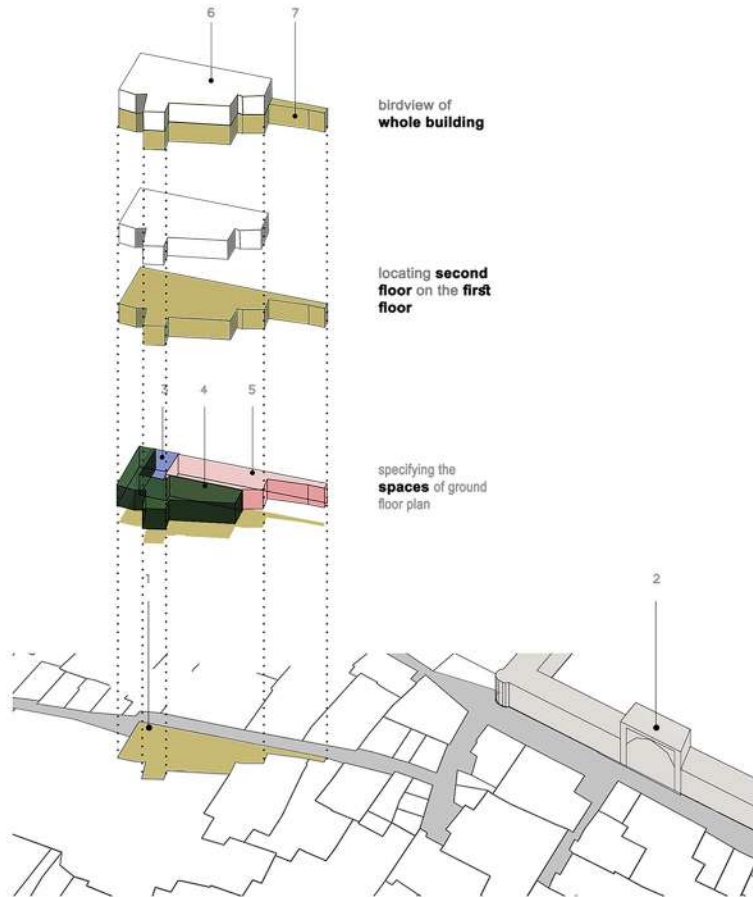 6
7
birdview of
whole building
locating second
floor on the first
floor
3
4
5
specifying the
spaces of ground
floor plan
1
2